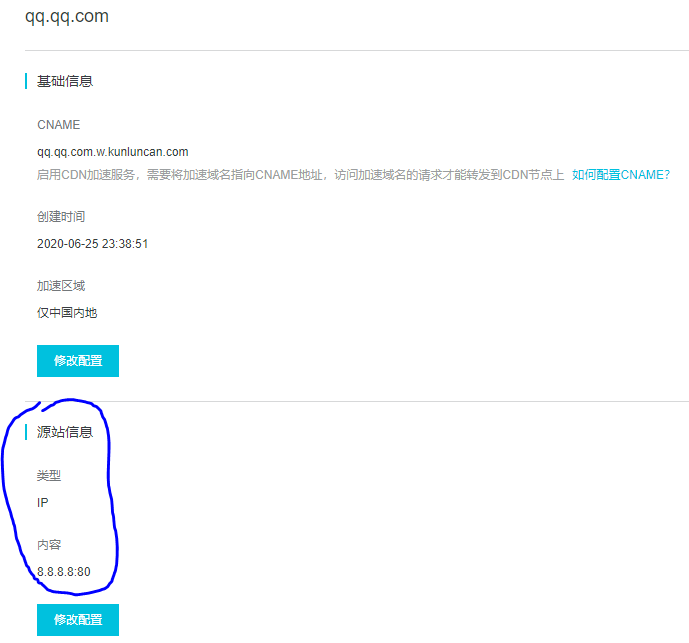 qq.qq.com
基础信息
CNAME
qq.qq.com.w.kunluncan.com
启用CDN加速服务，需要将加速域名指向CNAME地址，访问加速域名的请求才能转发到CDN节点上 如何配置CNAME？
创建时间
2020-06-25 23:38:51
加速区域
仅中国内地
修改配置
源站信息
类型
IP
内容
8.8.8.8:80
修改配置